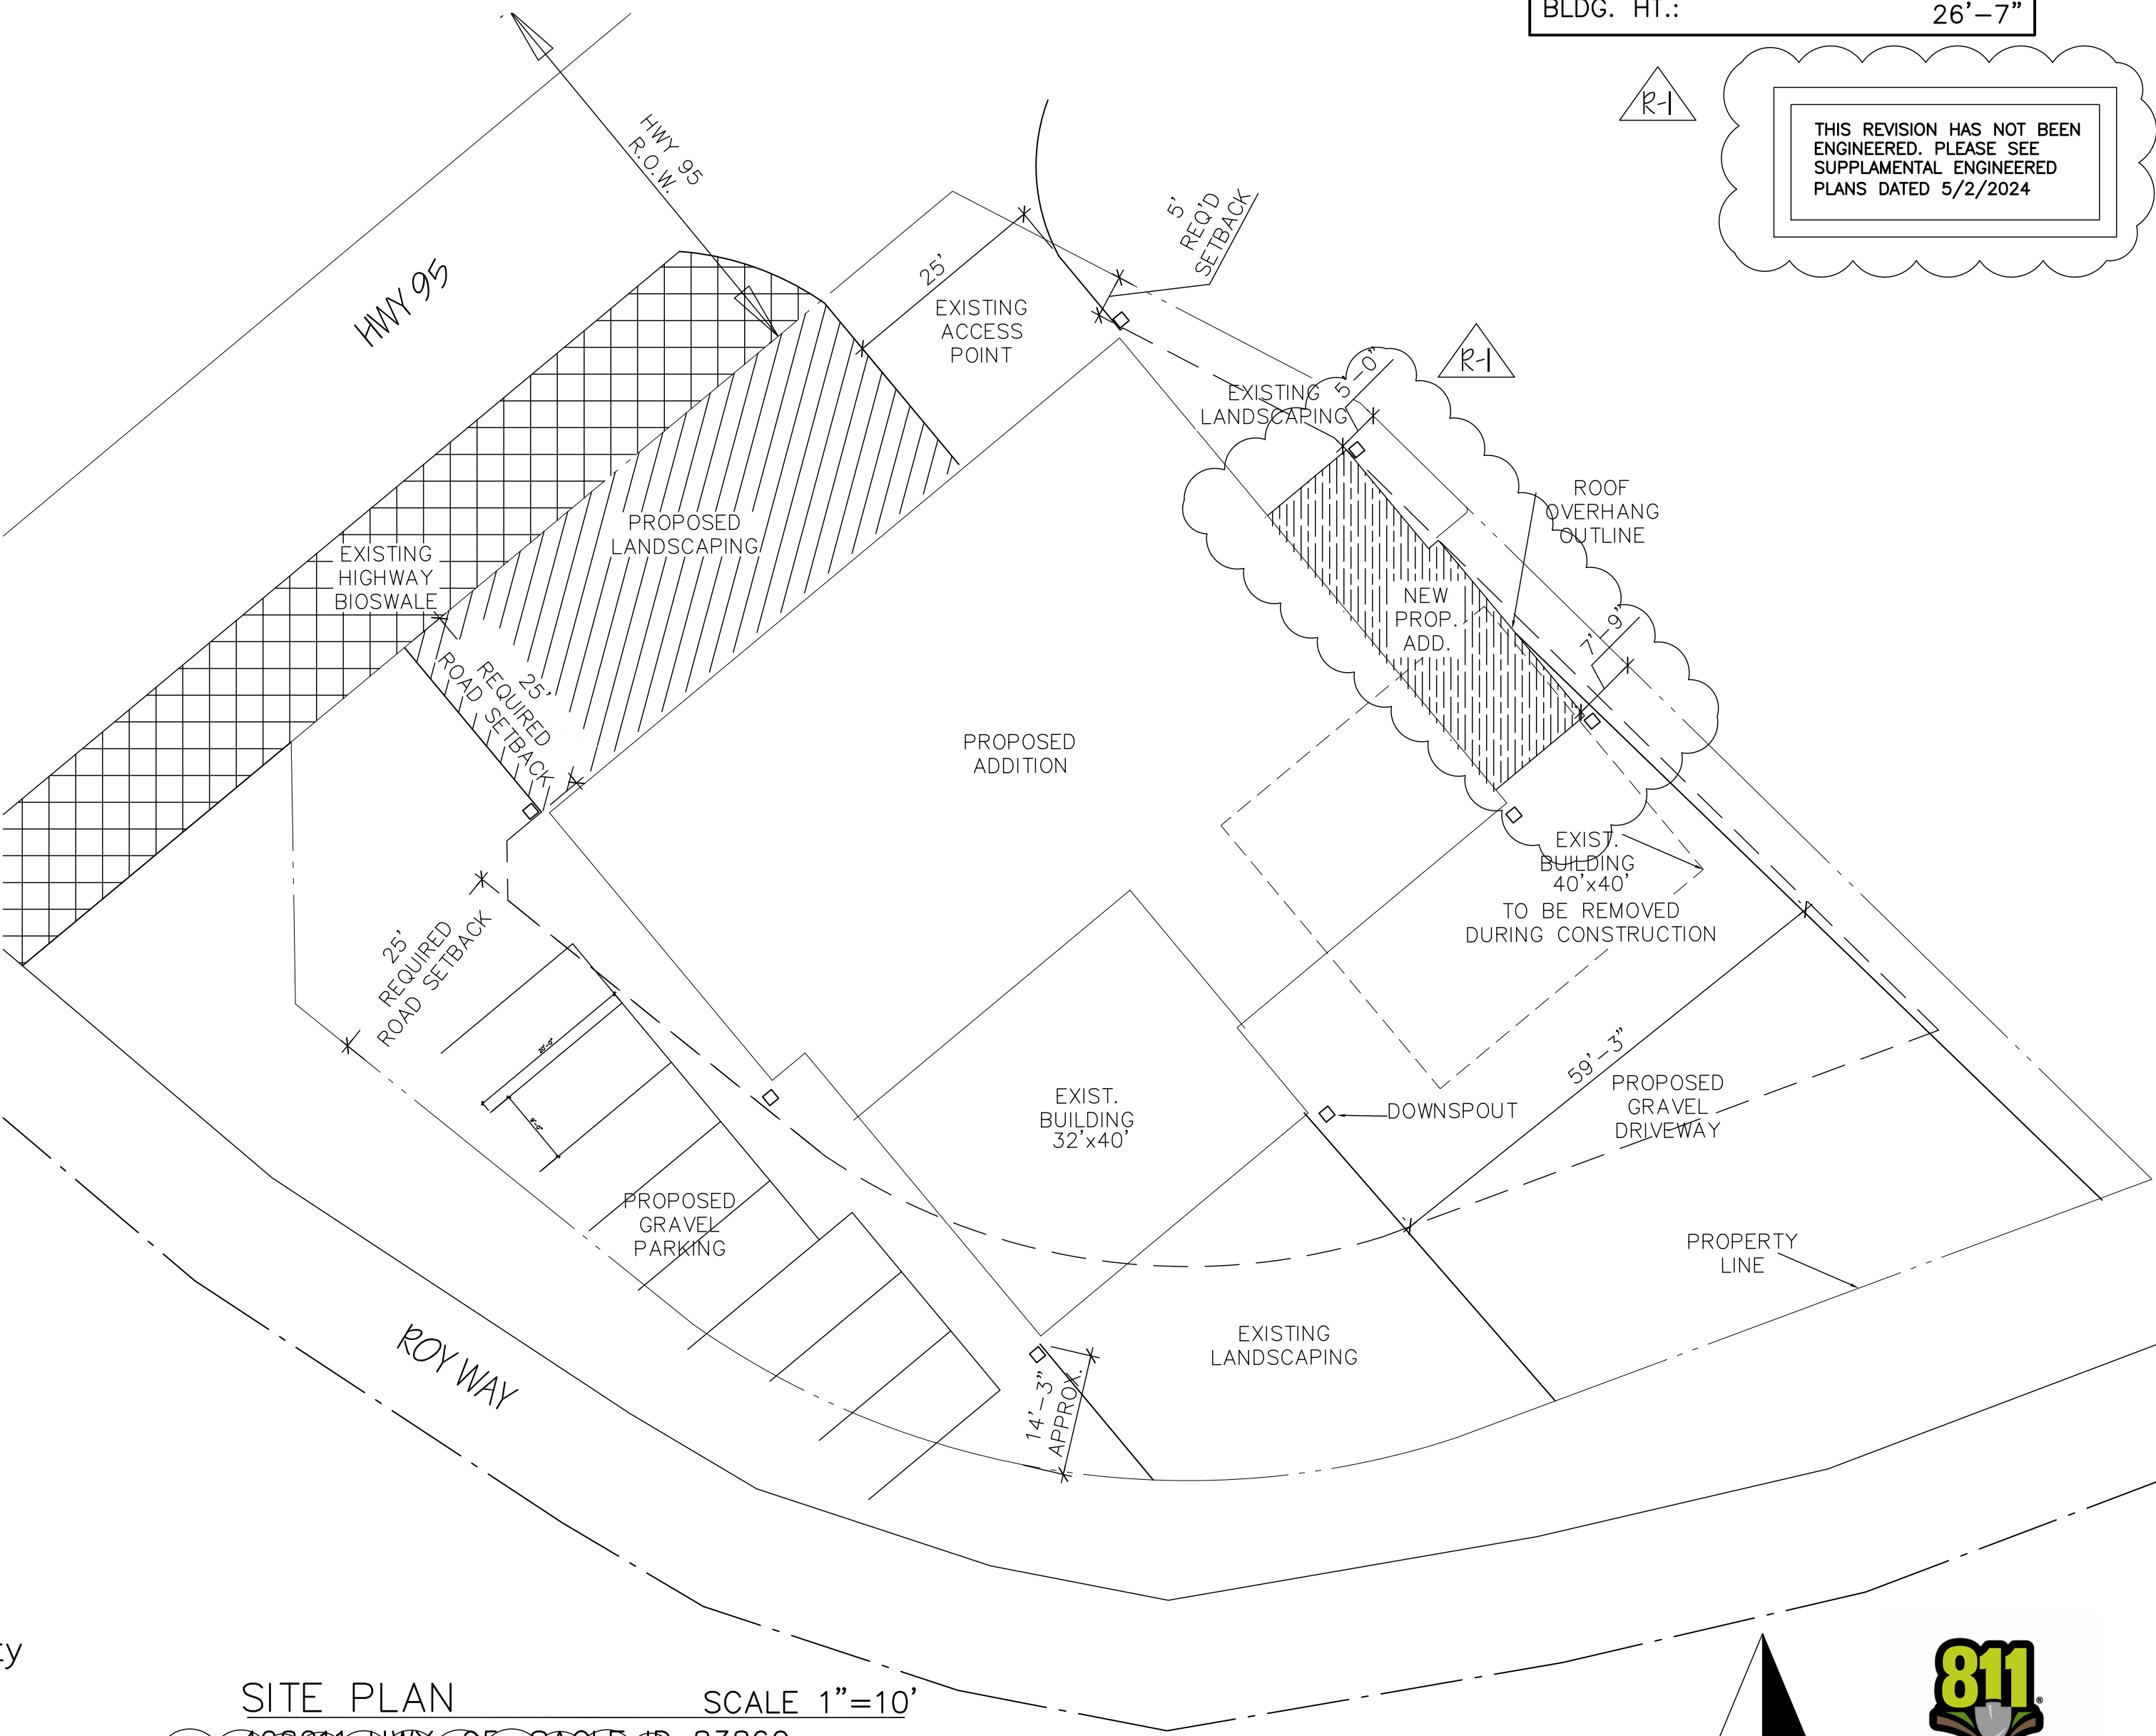 BLDG. HT.: 26'-7"
R-1
THIS REVISION HAS NOT BEEN
ENGINEERED. PLEASE SEE
SUPPLAMENTAL ENGINEERED
PLANS DATED 5/2/2024
HWY 95
R.O.W.
HWY 95
5'
REQ'D
SETBACK
25'
EXISTING
ACCESS
POINT
R-1
5'-0"
EXISTING
LANDSCAPING
ROOF
OVERHANG
OUTLINE
PROPOSED
LANDSCAPING
EXISTING
HIGHWAY
BIOSWALE
NEW
PROP.
ADD.
7'-9"
25'
REQUIRED
ROAD SETBACK
PROPOSED
ADDITION
EXIST.
BUILDING
40'x40'
TO BE REMOVED
DURING CONSTRUCTION
25'
REQUIRED
ROAD SETBACK
20'-0"
9'-0"
59'-3"
EXIST.
BUILDING
32'x40'
DOWNSPOUT
PROPOSED
GRAVEL
DRIVEWAY
PROPOSED
GRAVEL
PARKING
PROPERTY
LINE
EXISTING
LANDSCAPING
14'-3"
APPROX.
ROY WAY
SITE PLAN SCALE 1"=10'
811